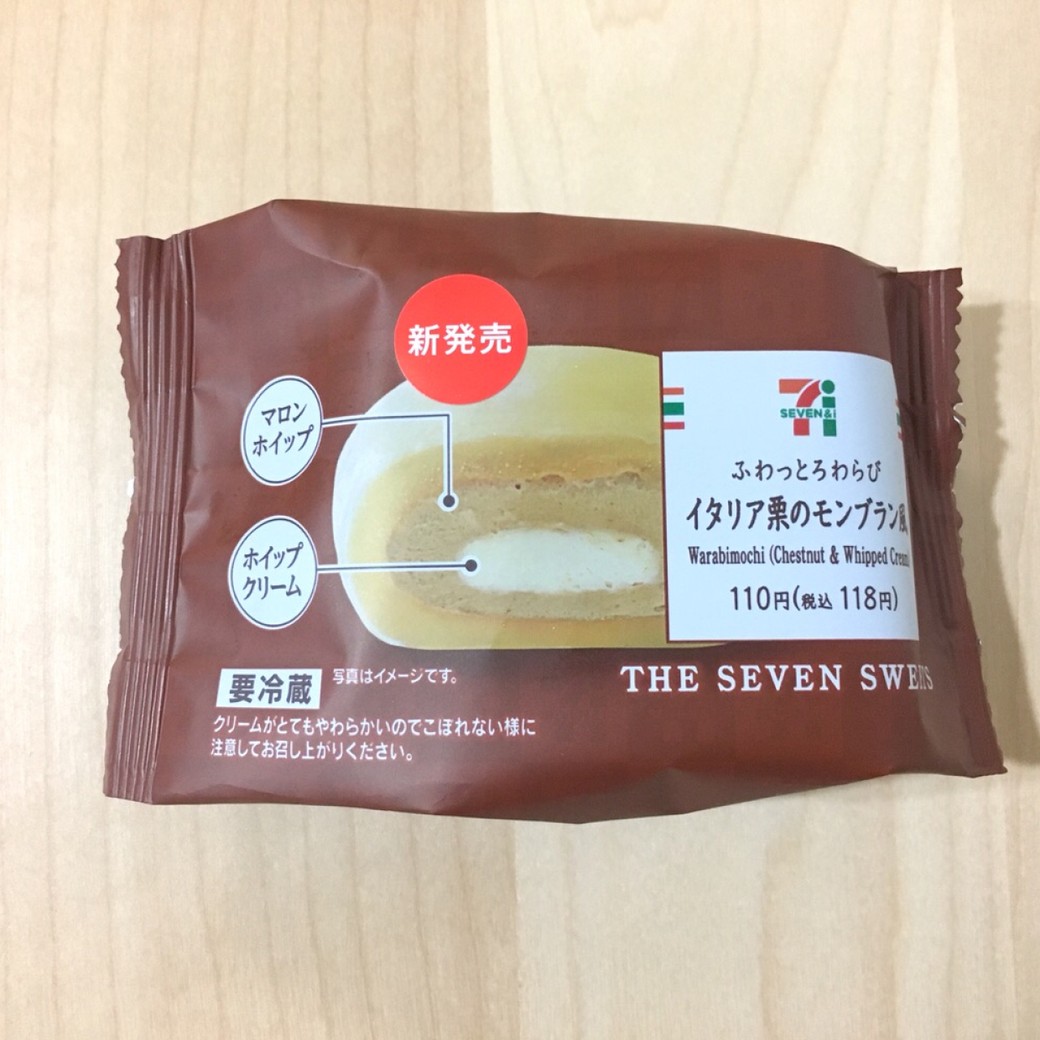 新発売
マロン
ホイップ
ホイップ
クリーム
SEVEN&i
ふわっとろわらび
イタリア栗のモンブラン風
Warabimochi (Chestnut & Whipped Cream)
110円(税込 118円)
THE SEVEN SWEETS
要冷蔵
写真はイメージです。
クリームがとてもやわらかいのでこぼれない様に
注意してお召し上がりください。